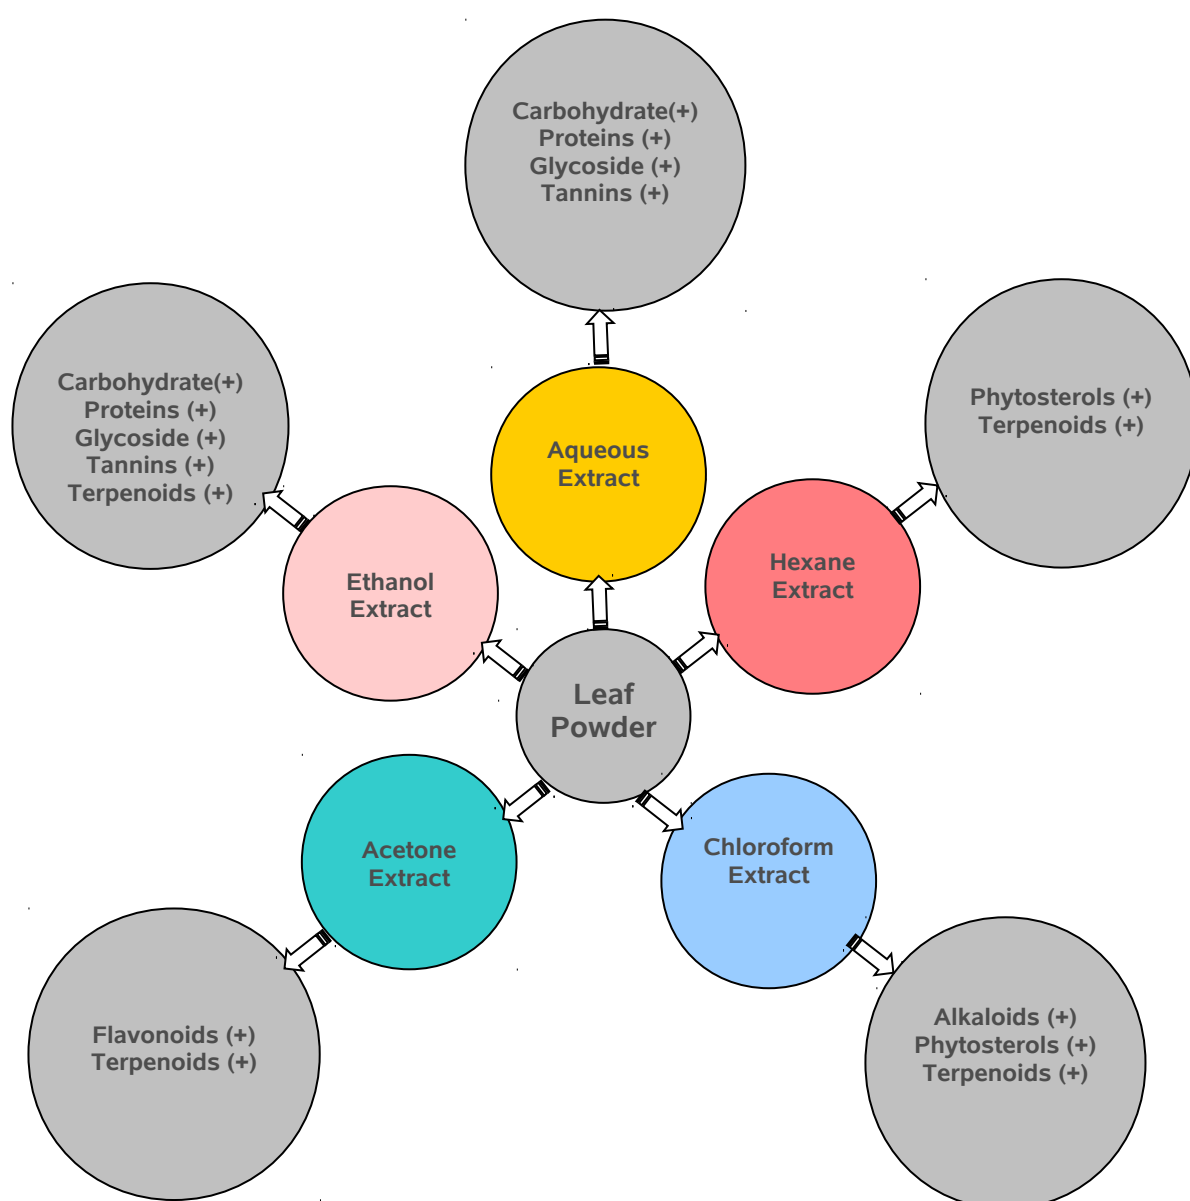 Carbohydrate(+)
Proteins (+)
Glycoside (+)
Tannins (+)
Carbohydrate(+)
Proteins (+)
Glycoside (+)
Tannins (+)
Terpenoids (+)
Phytosterols (+)
Terpenoids (+)
Aqueous
Extract
Ethanol
Extract
Hexane
Extract
Leaf
Powder
Acetone
Extract
Chloroform
Extract
Flavonoids (+)
Terpenoids (+)
Alkaloids (+)
Phytosterols (+)
Terpenoids (+)